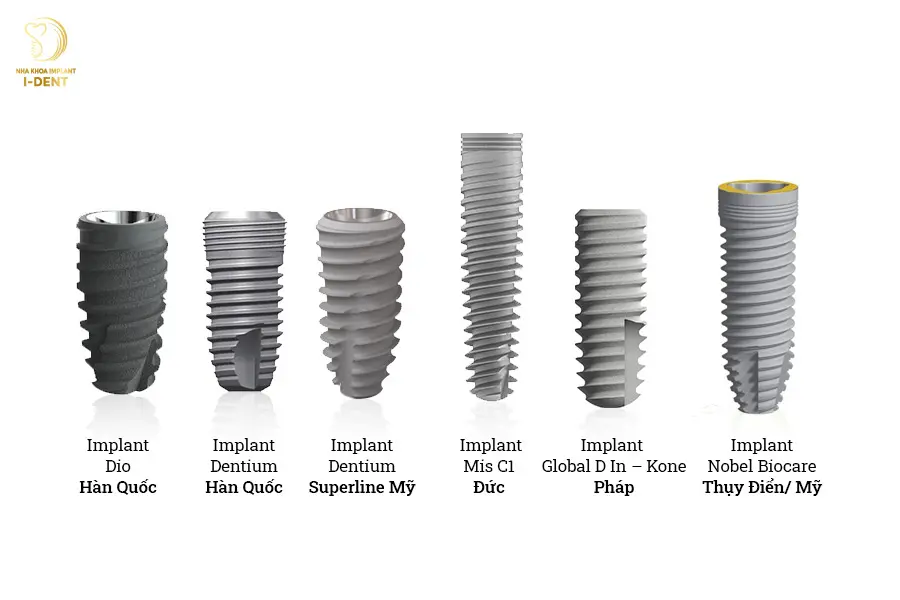 NHA KHOA IMPLANT
I-DENT
Implant
Dio
Hàn Quốc
Implant
Dentium
Hàn Quốc
Implant
Dentium
Superline Mỹ
Implant
Mis C1
Đức
Implant
Global D In – Kone
Pháp
Implant
Nobel Biocare
Thụy Điển/ Mỹ